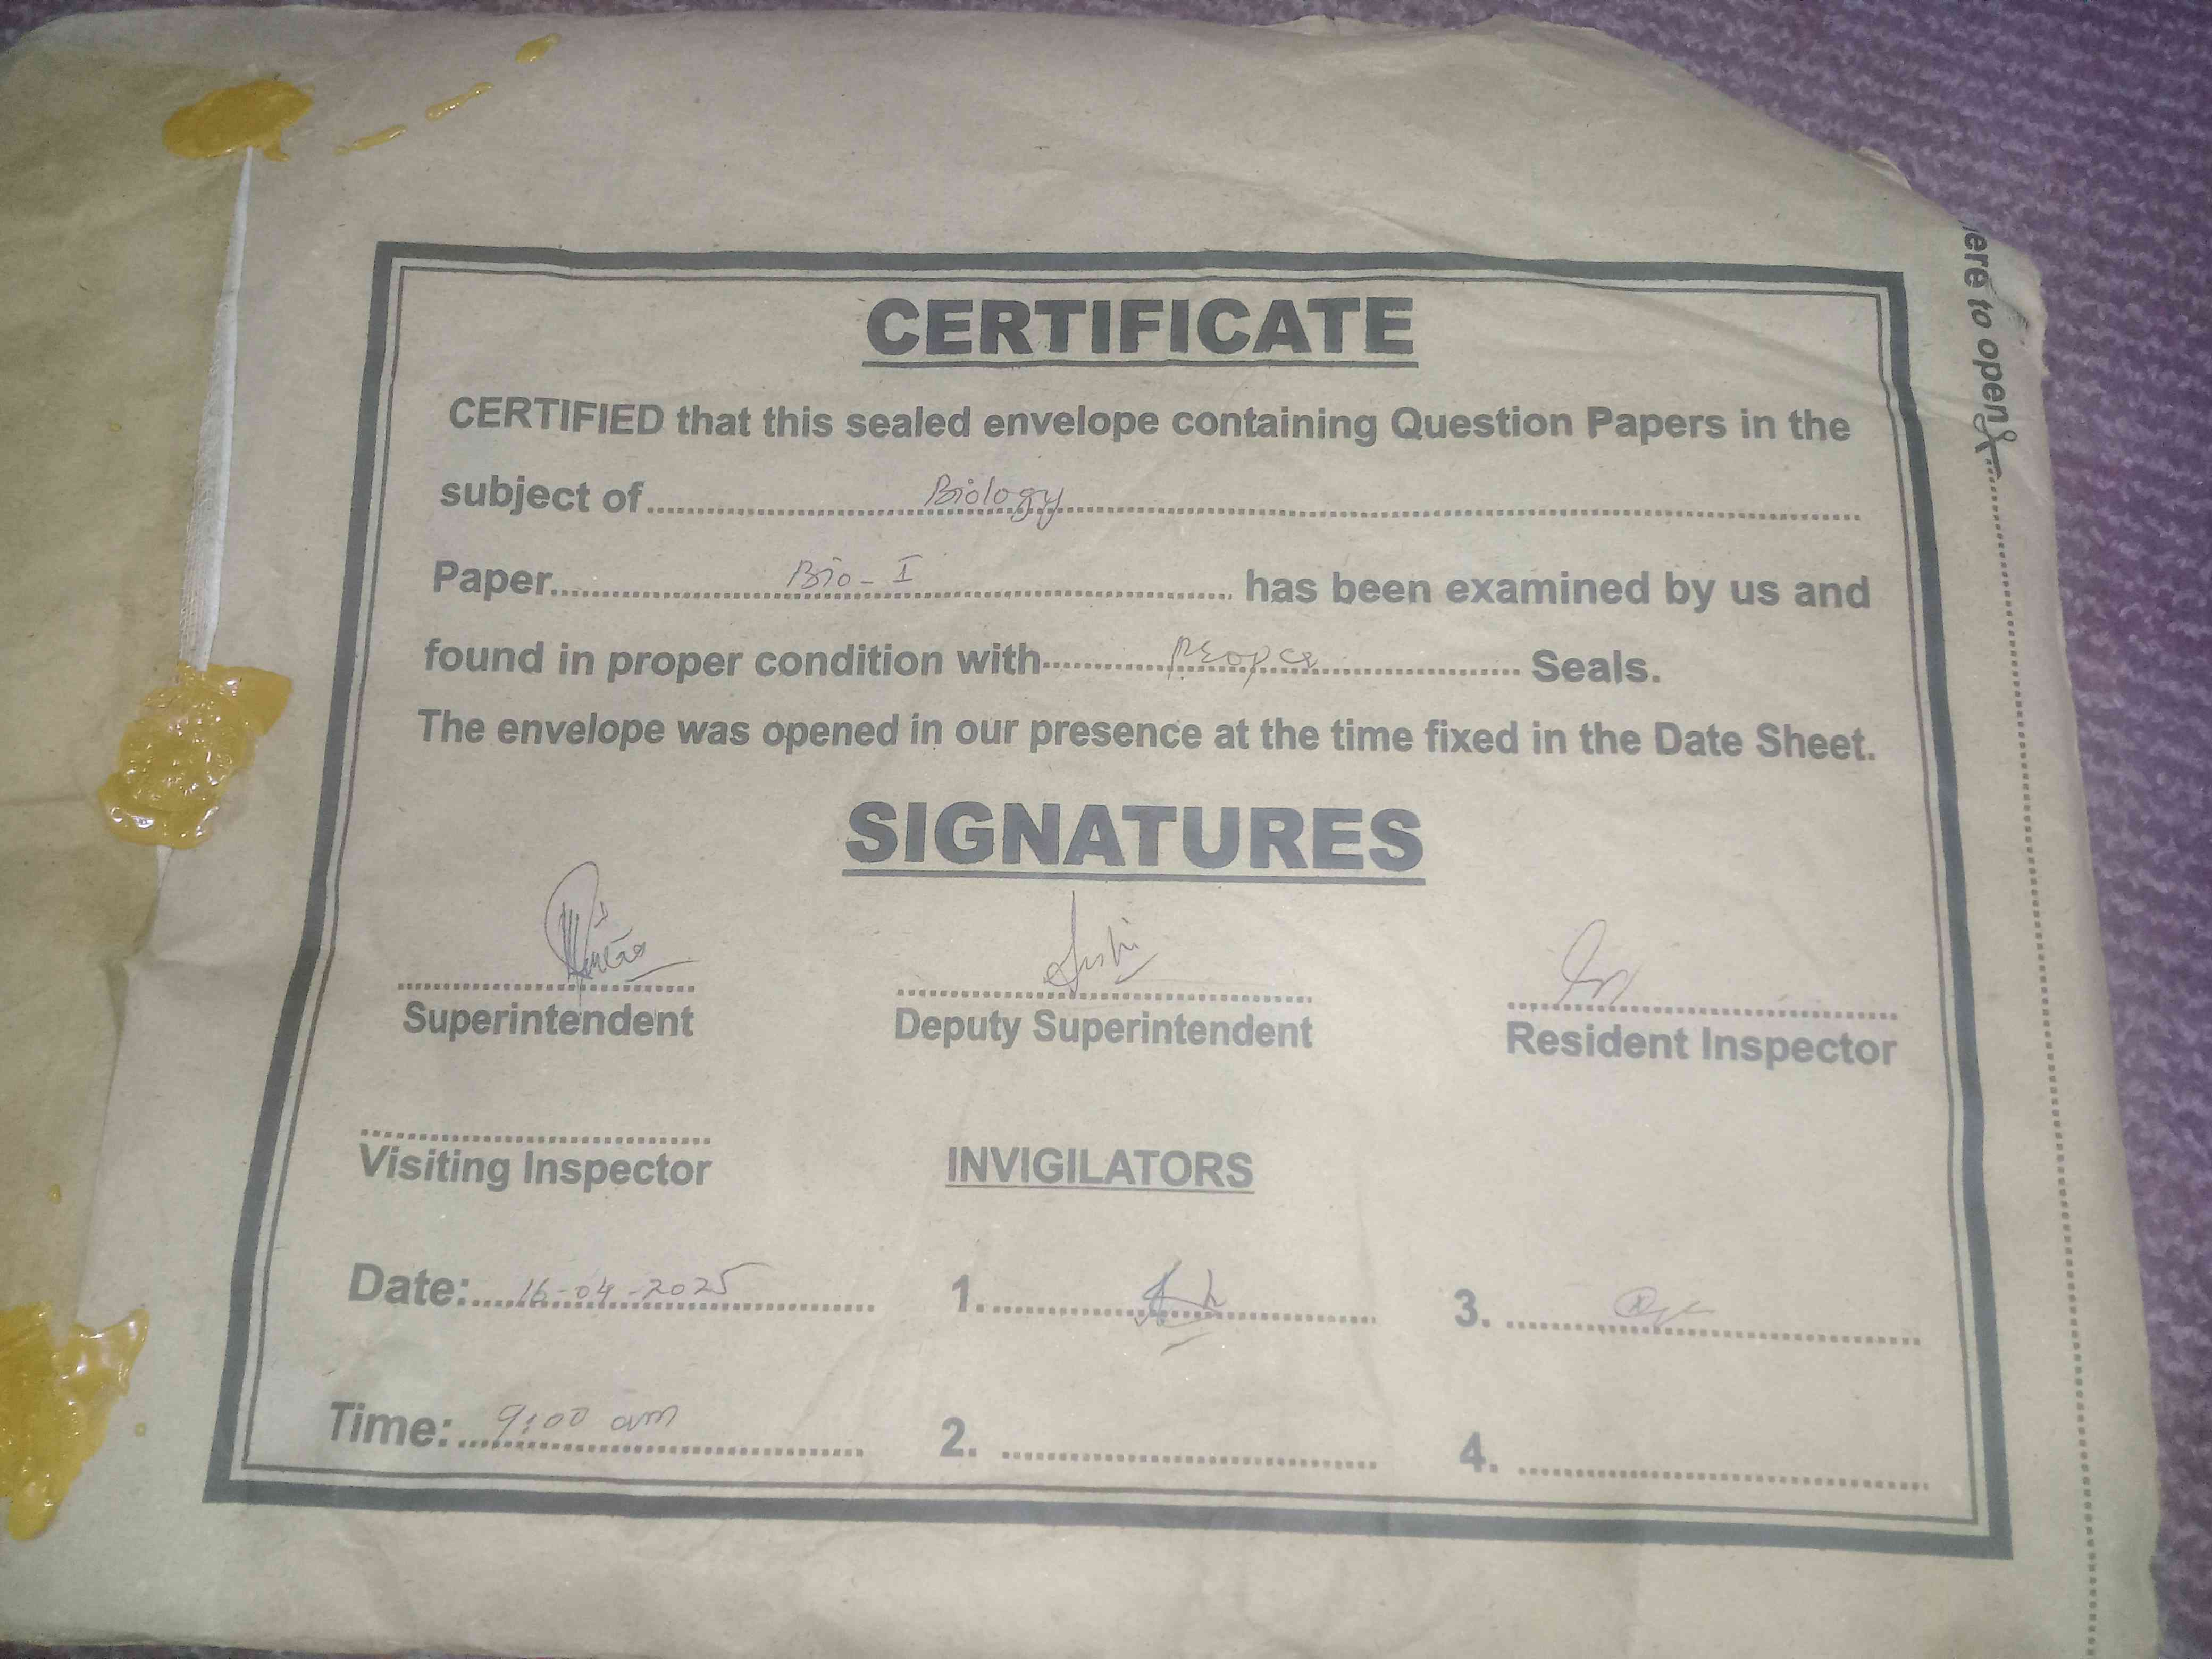 CERTIFICATE
CERTIFIED that this sealed envelope containing Question Papers in the
subject of Biology
Paper Bio - I has been examined by us and
found in proper condition with Seals.
The envelope was opened in our presence at the time fixed in the Date Sheet.
SIGNATURES
Superintendent Deputy Superintendent Resident Inspector
Visiting Inspector INVIGILATORS
Date: 16-04-2025 1. 3.
Time: 9:00 am 2. 4.
ere to open